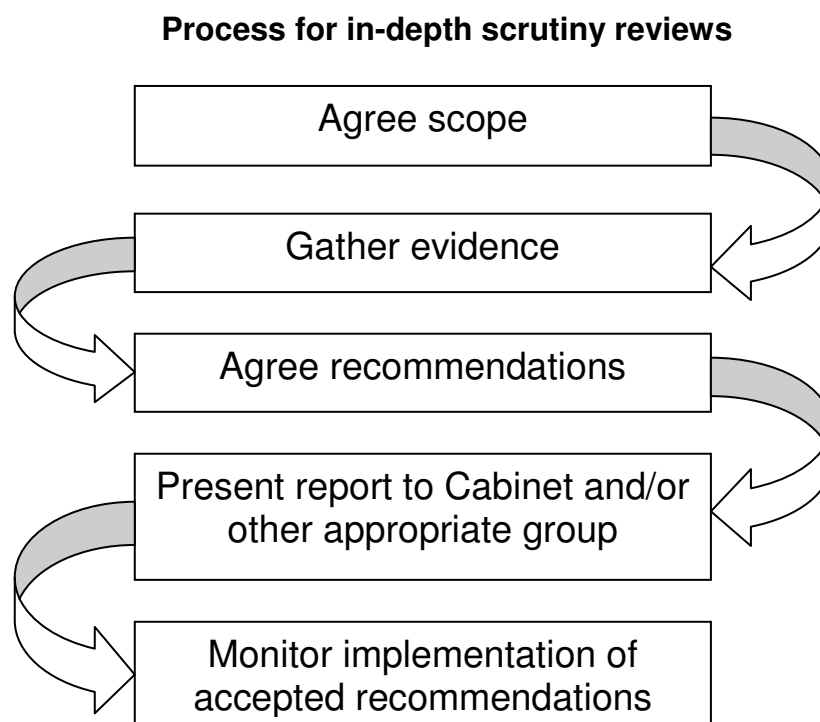 Process for in-depth scrutiny reviews
Agree scope
Gather evidence
Agree recommendations
Present report to Cabinet and/or
other appropriate group
Monitor implementation of
accepted recommendations